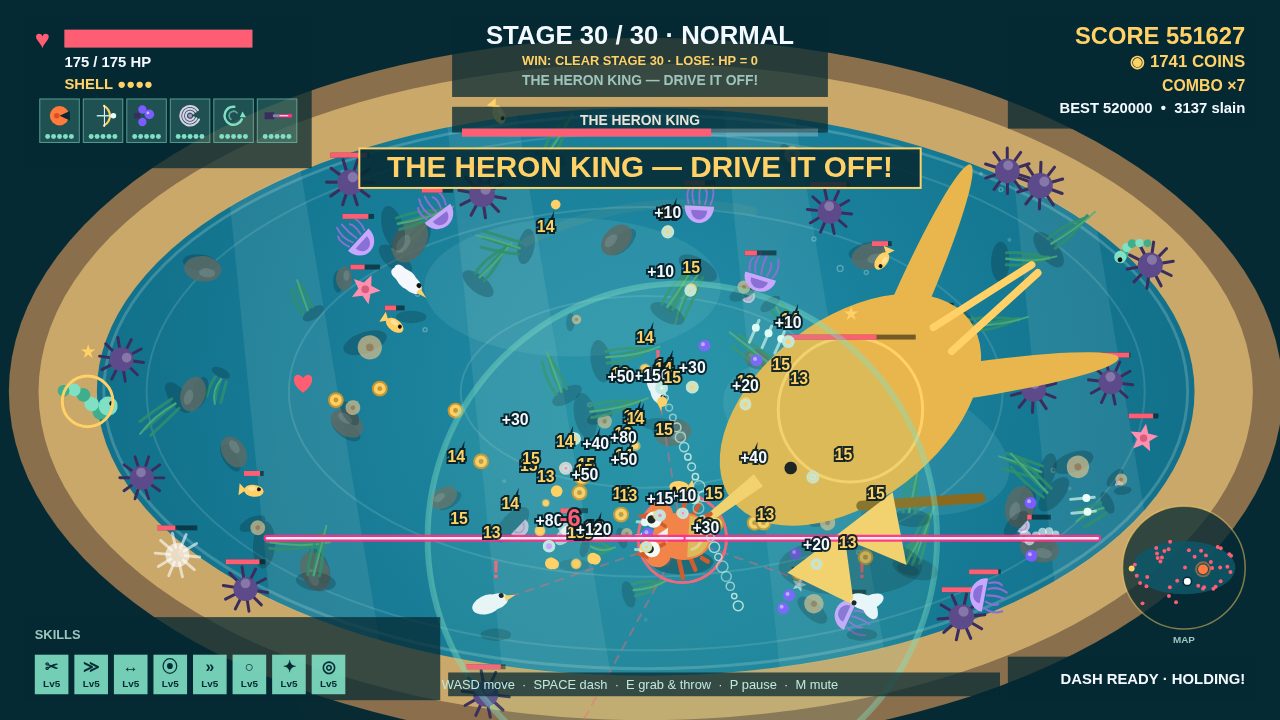 175 / 175 HP
SHELL
STAGE 30 / 30 · NORMAL
WIN: CLEAR STAGE 30 · LOSE: HP = 0
THE HERON KING — DRIVE IT OFF!
THE HERON KING
THE HERON KING — DRIVE IT OFF!
SCORE 551627
1741 COINS
COMBO ×7
BEST 520000 • 3137 slain
+10
14
+10
15
+10
14
15
13
+50
+15
15
+30
+20
+30
14
15
14
+40
+80
14
15
+50
+50
13
+40
15
14
13
+15
+10
15
15
15
13
+80
-6
+120
+30
13
+20
13
SKILLS
Lv5 Lv5 Lv5 Lv5 Lv5 Lv5 Lv5 Lv5
WASD move · SPACE dash · E grab & throw · P pause · M mute
MAP
DASH READY · HOLDING!